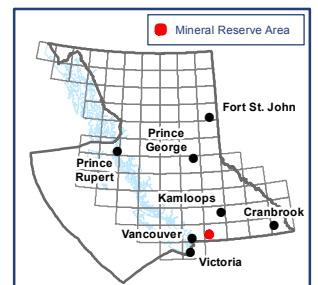 Mineral Reserve Area
Fort St. John
Prince
George
Prince
Rupert
Kamloops
Cranbrook
Vancouver
Victoria